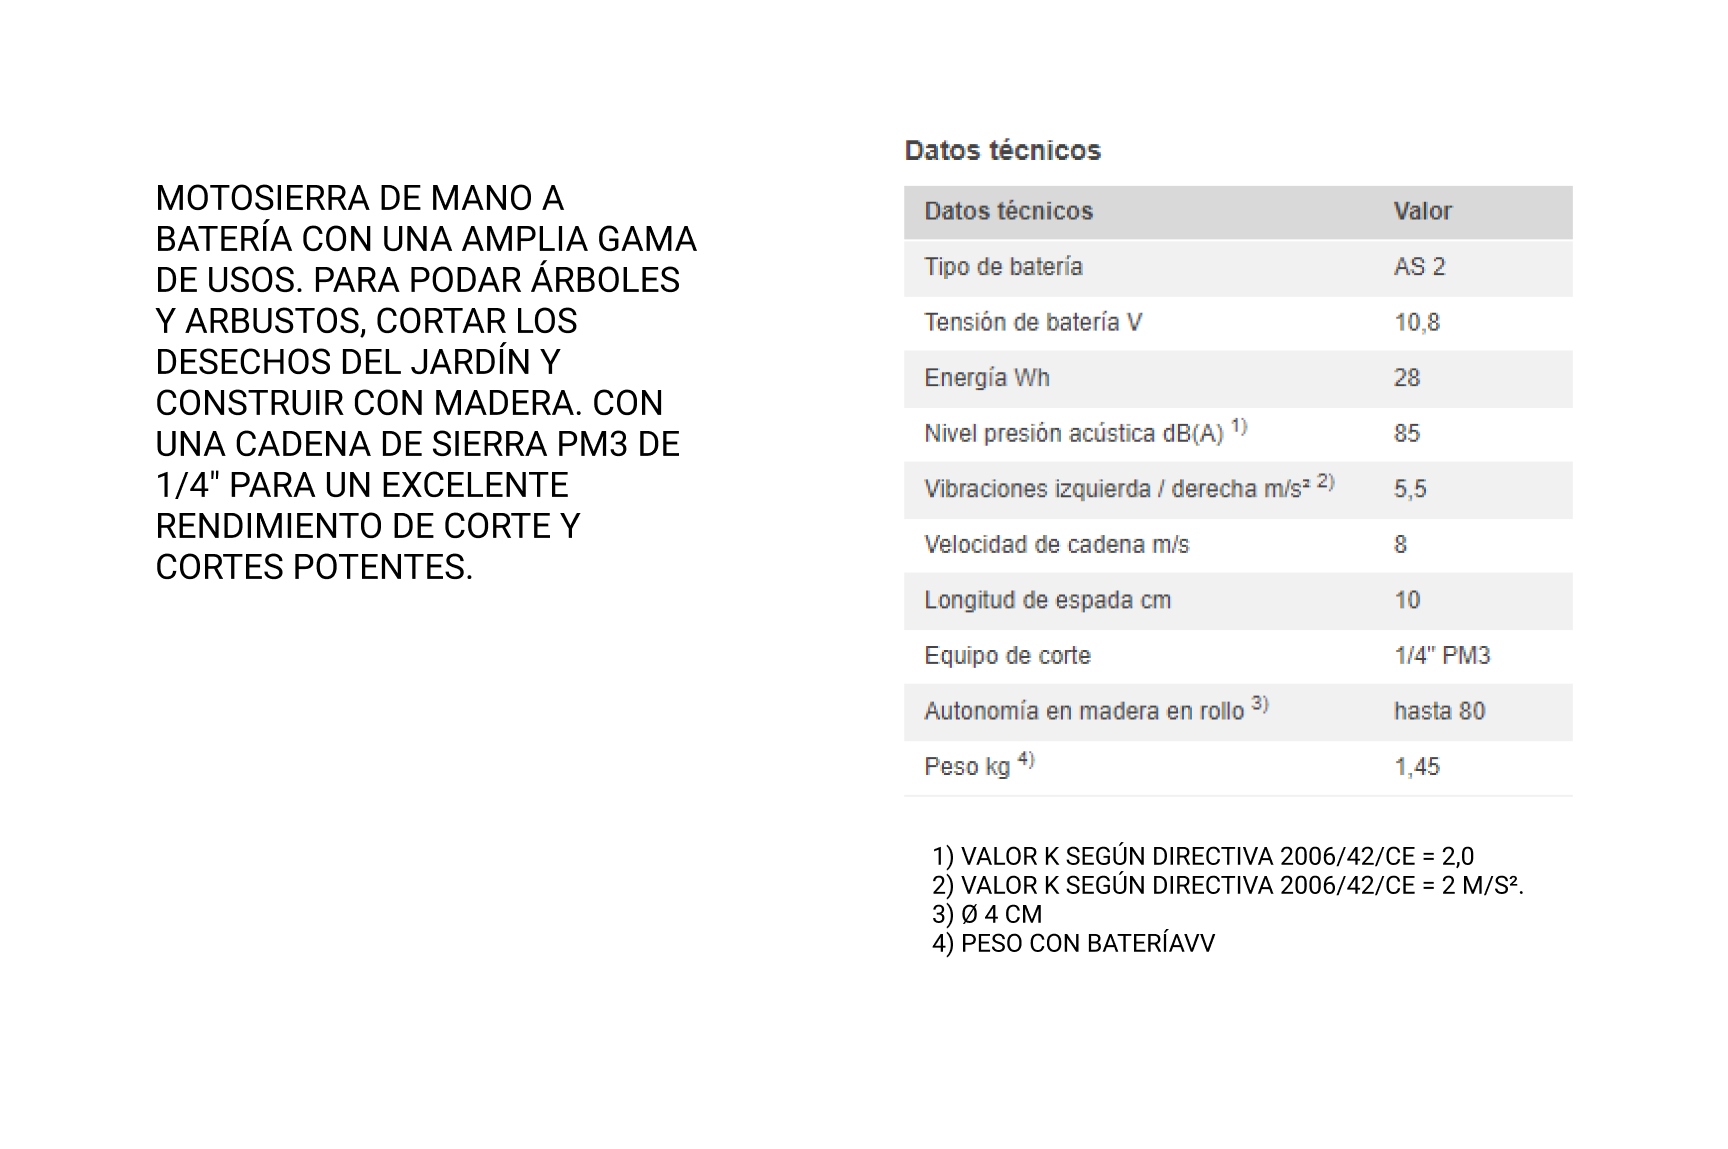 MOTOSIERRA DE MANO A
BATERÍA CON UNA AMPLIA GAMA
DE USOS. PARA PODAR ÁRBOLES
Y ARBUSTOS, CORTAR LOS
DESECHOS DEL JARDÍN Y
CONSTRUIR CON MADERA. CON
UNA CADENA DE SIERRA PM3 DE
1/4" PARA UN EXCELENTE
RENDIMIENTO DE CORTE Y
CORTES POTENTES.
Datos técnicos
Datos técnicos Valor
Tipo de batería AS 2
Tensión de batería V 10,8
Energía Wh 28
Nivel presión acústica dB(A) 1) 85
Vibraciones izquierda / derecha m/s² 2) 5,5
Velocidad de cadena m/s 8
Longitud de espada cm 10
Equipo de corte 1/4" PM3
Autonomía en madera en rollo 3) hasta 80
Peso kg 4) 1,45
1) VALOR K SEGÚN DIRECTIVA 2006/42/CE = 2,0
2) VALOR K SEGÚN DIRECTIVA 2006/42/CE = 2 M/S².
3) Ø 4 CM
4) PESO CON BATERÍAVV